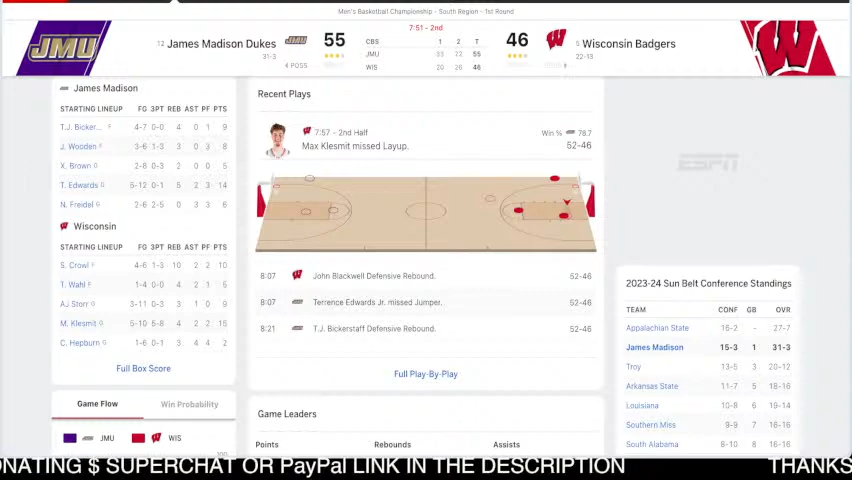 Men's Basketball Championship - South Region - 1st Round
7:51 - 2nd
JMU
12 James Madison Dukes
31-3
JMU
55
POSS
CBS 1 2 T
JMU 33 22 55
WIS 20 26 46
46
W
5 Wisconsin Badgers
22-13
W
James Madison
STARTING LINEUP FG 3PT REB AST PF PTS
T.J. Bicker... F 4-7 0-0 4 0 1 9
J. Wooden F 3-6 1-3 3 0 3 8
X. Brown G 2-8 0-3 2 0 0 5
T. Edwards G 5-12 0-1 5 2 3 14
N. Freidel G 2-6 2-5 0 3 3 6
Wisconsin
STARTING LINEUP FG 3PT REB AST PF PTS
S. Crowl F 4-6 1-3 10 2 2 10
T. Wahl F 1-4 0-0 4 2 1 5
AJ Storr G 3-11 0-3 3 1 0 9
M. Klesmit G 5-10 5-8 4 2 2 15
C. Hepburn G 1-6 0-1 3 4 4 2
Full Box Score
Game Flow Win Probability
JMU WIS
100
Recent Plays
7:57 - 2nd Half
Win % 78.7
Max Klesmit missed Layup.
52-46
8:07 John Blackwell Defensive Rebound. 52-46
8:07 Terrence Edwards Jr. missed Jumper. 52-46
8:21 T.J. Bickerstaff Defensive Rebound. 52-46
Full Play-By-Play
Game Leaders
Points Rebounds Assists
ESPN
2023-24 Sun Belt Conference Standings
TEAM CONF GB OVR
Appalachian State 16-2 - 27-7
James Madison 15-3 1 31-3
Troy 13-5 3 20-12
Arkansas State 11-7 5 18-16
Louisiana 10-8 6 19-14
Southern Miss 9-9 7 16-16
South Alabama 8-10 8 16-16
ONATING $ SUPERCHAT OR PayPal LINK IN THE DESCRIPTION THANKS